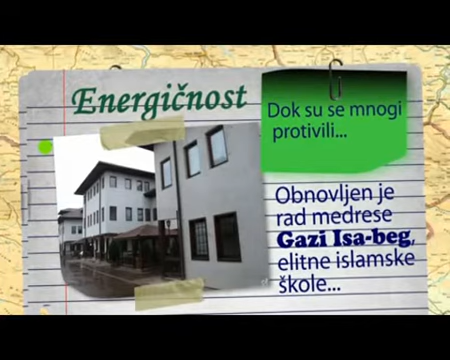 Energičnost
Dok su se mnogi
protivili...
Obnovljen je
rad medrese
Gazi Isa-beg,
elitne islamske
škole...